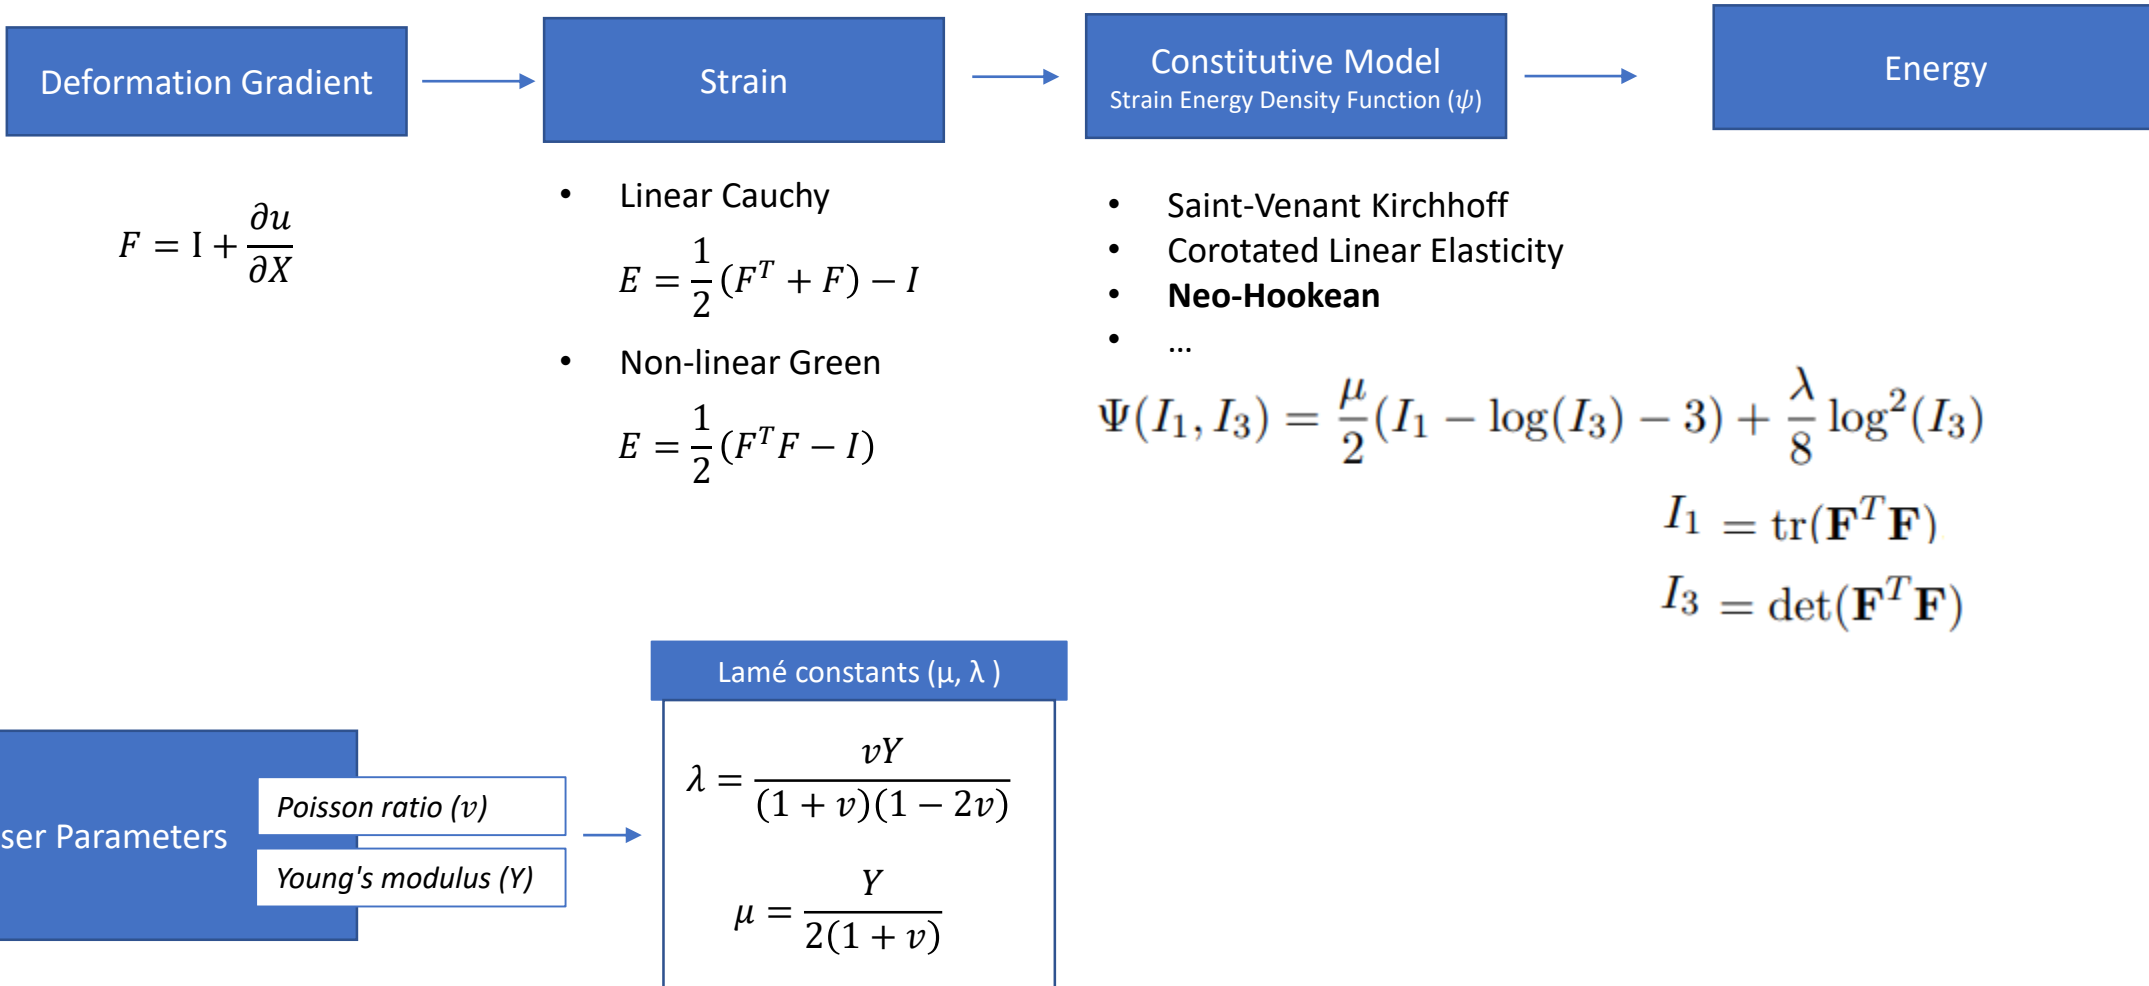 Deformation Gradient
Strain
Constitutive Model
Strain Energy Density Function (𝜓)
Energy
F = I + ∂u/∂X
• Linear Cauchy
E = 1/2 (F^T + F) − I
• Non-linear Green
E = 1/2 (F^T F − I)
• Saint-Venant Kirchhoff
• Corotated Linear Elasticity
• Neo-Hookean
• ...
Ψ(I₁, I₃) = μ/2 (I₁ − log(I₃) − 3) + λ/8 log²(I₃)
I₁ = tr(F^T F)
I₃ = det(F^T F)
ser Parameters
Poisson ratio (v)
Young's modulus (Y)
Lamé constants (μ, λ )
λ = vY/((1 + v)(1 − 2v))
μ = Y/(2(1 + v))